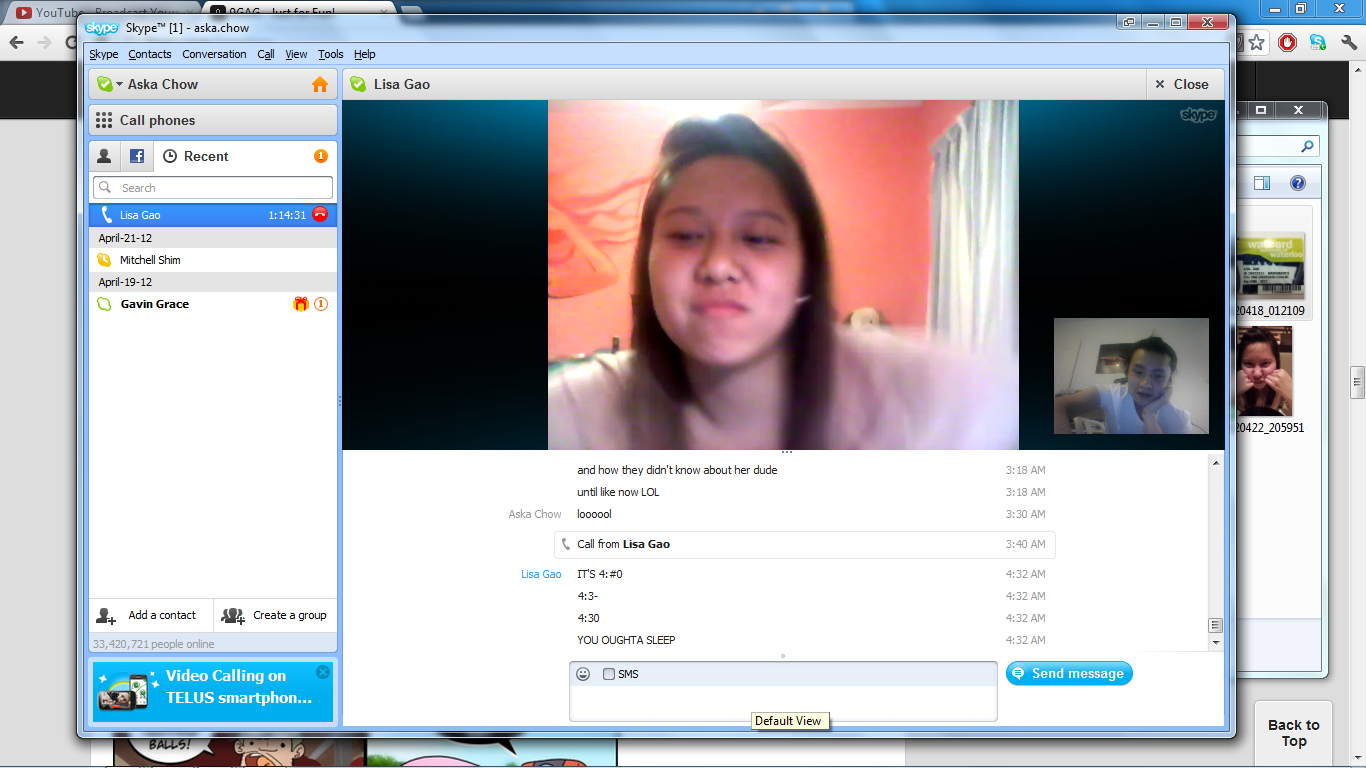 YouTube - Broadcast Yourself
9GAG - Just for Fun!
skype Skype™ [1] - aska.chow
Skype Contacts Conversation Call View Tools Help
Aska Chow
Lisa Gao
Close
Call phones
skype
Recent 1
Search
Lisa Gao 1:14:31
April-21-12
Mitchell Shim
April-19-12
Gavin Grace 1
watcard
waterloo
20418_012109
20422_205951
and how they didn't know about her dude 3:18 AM
until like now LOL 3:18 AM
Aska Chow loooool 3:30 AM
Call from Lisa Gao 3:40 AM
Lisa Gao IT'S 4:#0 4:32 AM
4:3- 4:32 AM
4:30 4:32 AM
YOU OUGHTA SLEEP 4:32 AM
Add a contact Create a group
33,420,721 people online
Video Calling on
TELUS smartphon...
SMS
Send message
Default View
BALLS!
Back to
Top